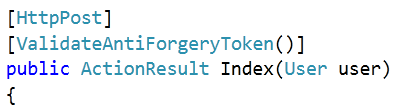 [HttpPost]
[ValidateAntiForgeryToken()]
public ActionResult Index(User user)
{